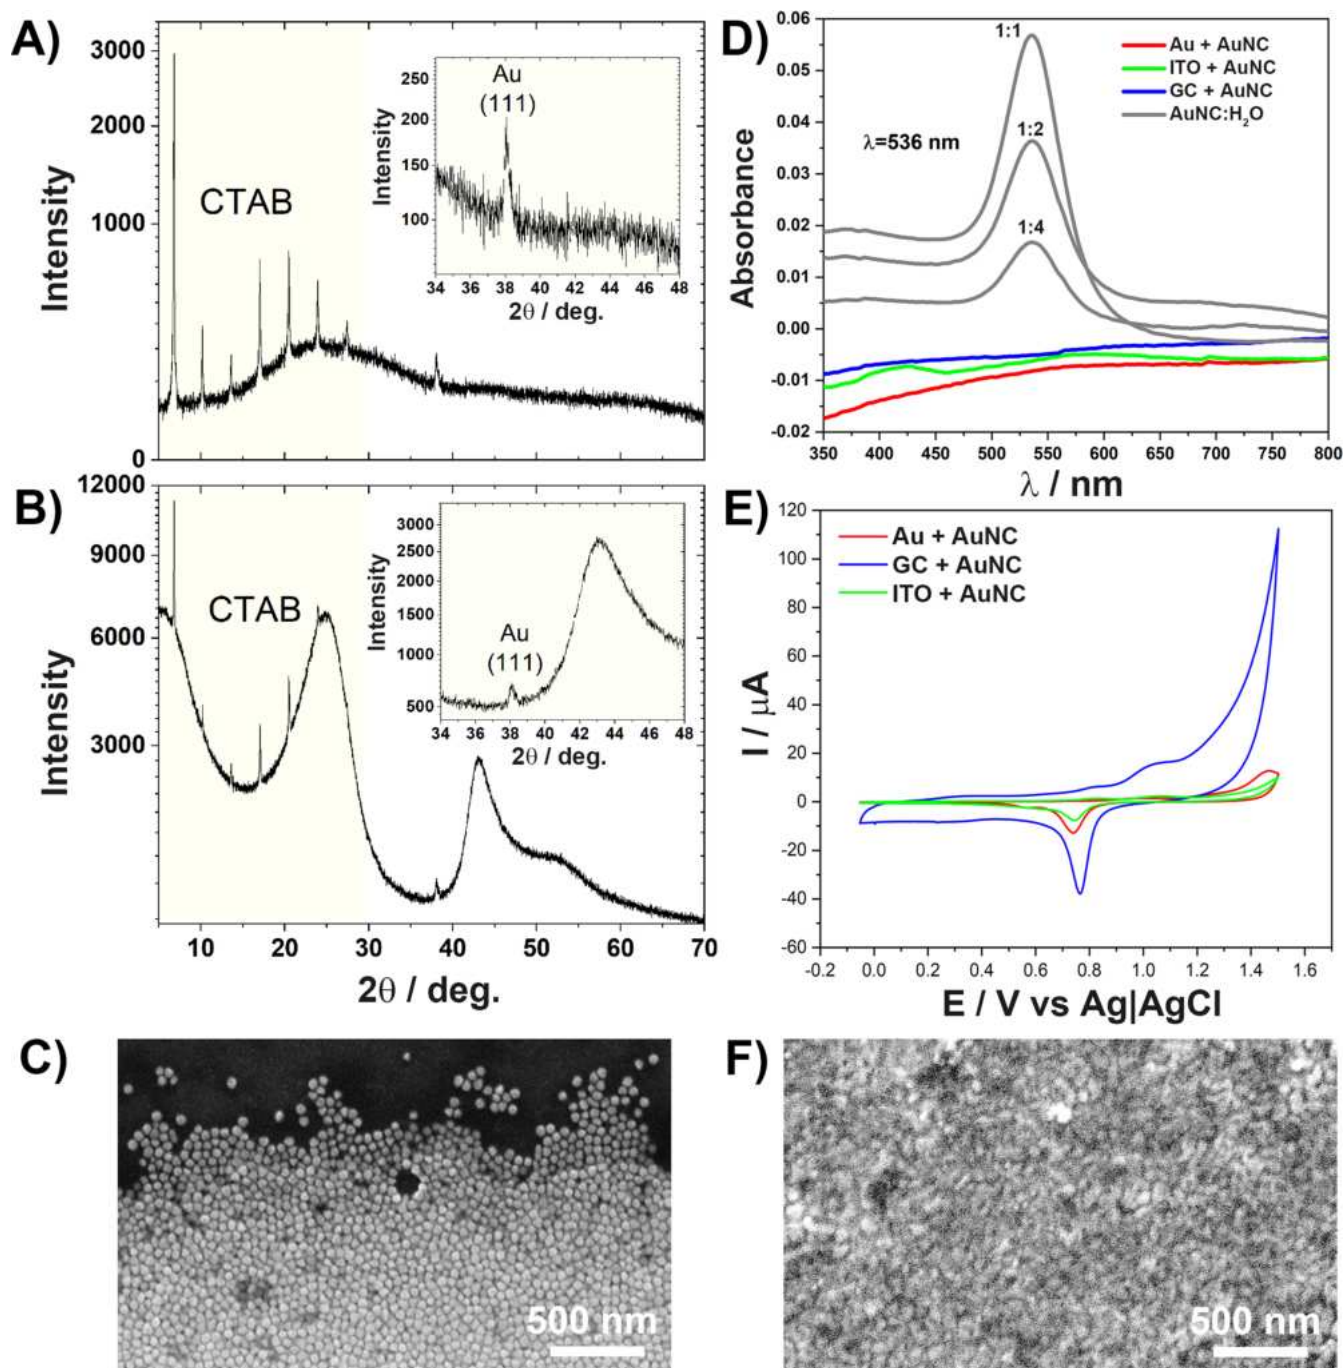 A)
3000
2000
1000
0
Intensity
CTAB
250
200
150
100
Intensity
Au
(111)
34 36 38 40 42 44 46 48
2θ / deg.
B)
12000
9000
6000
3000
Intensity
CTAB
3000
2500
2000
1500
1000
500
Intensity
Au
(111)
34 36 38 40 42 44 46 48
2θ / deg.
10 20 30 40 50 60 70
2θ / deg.
C)
500 nm
D)
0.06
0.05
0.04
0.03
0.02
0.01
0.00
-0.01
-0.02
Absorbance
1:1
1:2
1:4
λ=536 nm
Au + AuNC
ITO + AuNC
GC + AuNC
AuNC:H₂O
350 400 450 500 550 600 650 700 750 800
λ / nm
E)
120
100
80
60
40
20
0
-20
-40
-60
I / μA
Au + AuNC
GC + AuNC
ITO + AuNC
-0.2 0.0 0.2 0.4 0.6 0.8 1.0 1.2 1.4 1.6
E / V vs Ag|AgCl
F)
500 nm